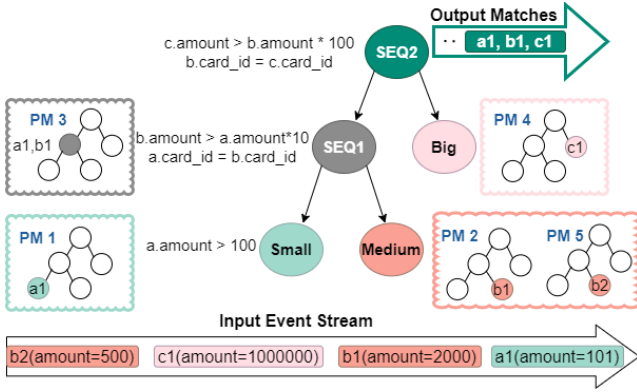 Output Matches
·· a1, b1, c1
c.amount > b.amount * 100
b.card_id = c.card_id
SEQ2
PM 3
a1,b1
b.amount > a.amount*10
a.card_id = b.card_id
SEQ1
Big
PM 4
c1
PM 1
a1
a.amount > 100
Small
Medium
PM 2
b1
PM 5
b2
Input Event Stream
b2(amount=500) c1(amount=1000000) b1(amount=2000) a1(amount=101)